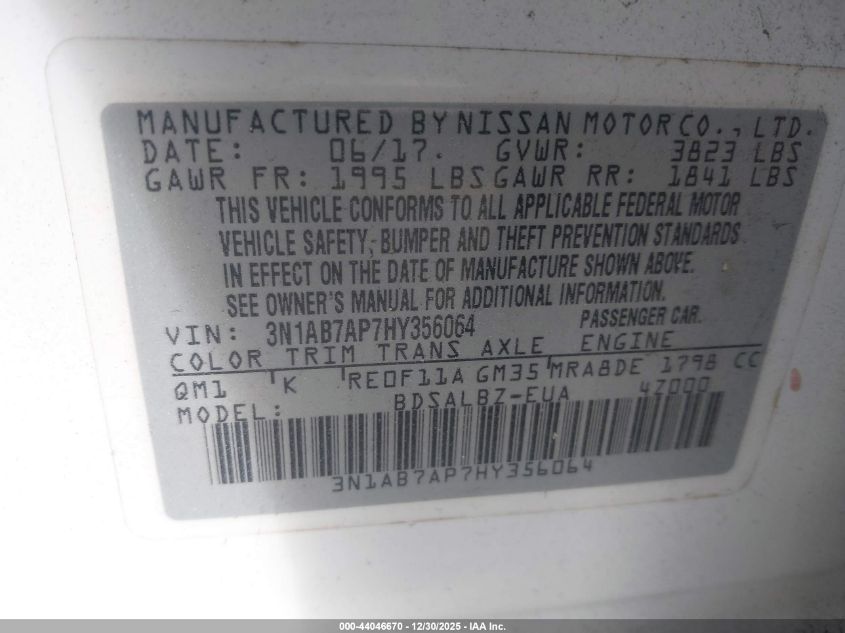 MANUFACTURED BY NISSAN MOTOR CO., LTD.
DATE: 06/17. GVWR: 3823 LBS
GAWR FR: 1995 LBS GAWR RR: 1841 LBS
THIS VEHICLE CONFORMS TO ALL APPLICABLE FEDERAL MOTOR
VEHICLE SAFETY, BUMPER AND THEFT PREVENTION STANDARDS
IN EFFECT ON THE DATE OF MANUFACTURE SHOWN ABOVE.
SEE OWNER'S MANUAL FOR ADDITIONAL INFORMATION.
VIN: 3N1AB7AP7HY356064 PASSENGER CAR.
COLOR TRIM TRANS AXLE ENGINE
QM1 K RE0F11A GM35 MRA8DE 1798 CC
MODEL: BDSALBZ-EUA 4Z000
3N1AB7AP7HY356064
000-44046670 - 12/30/2025 - IAA Inc.